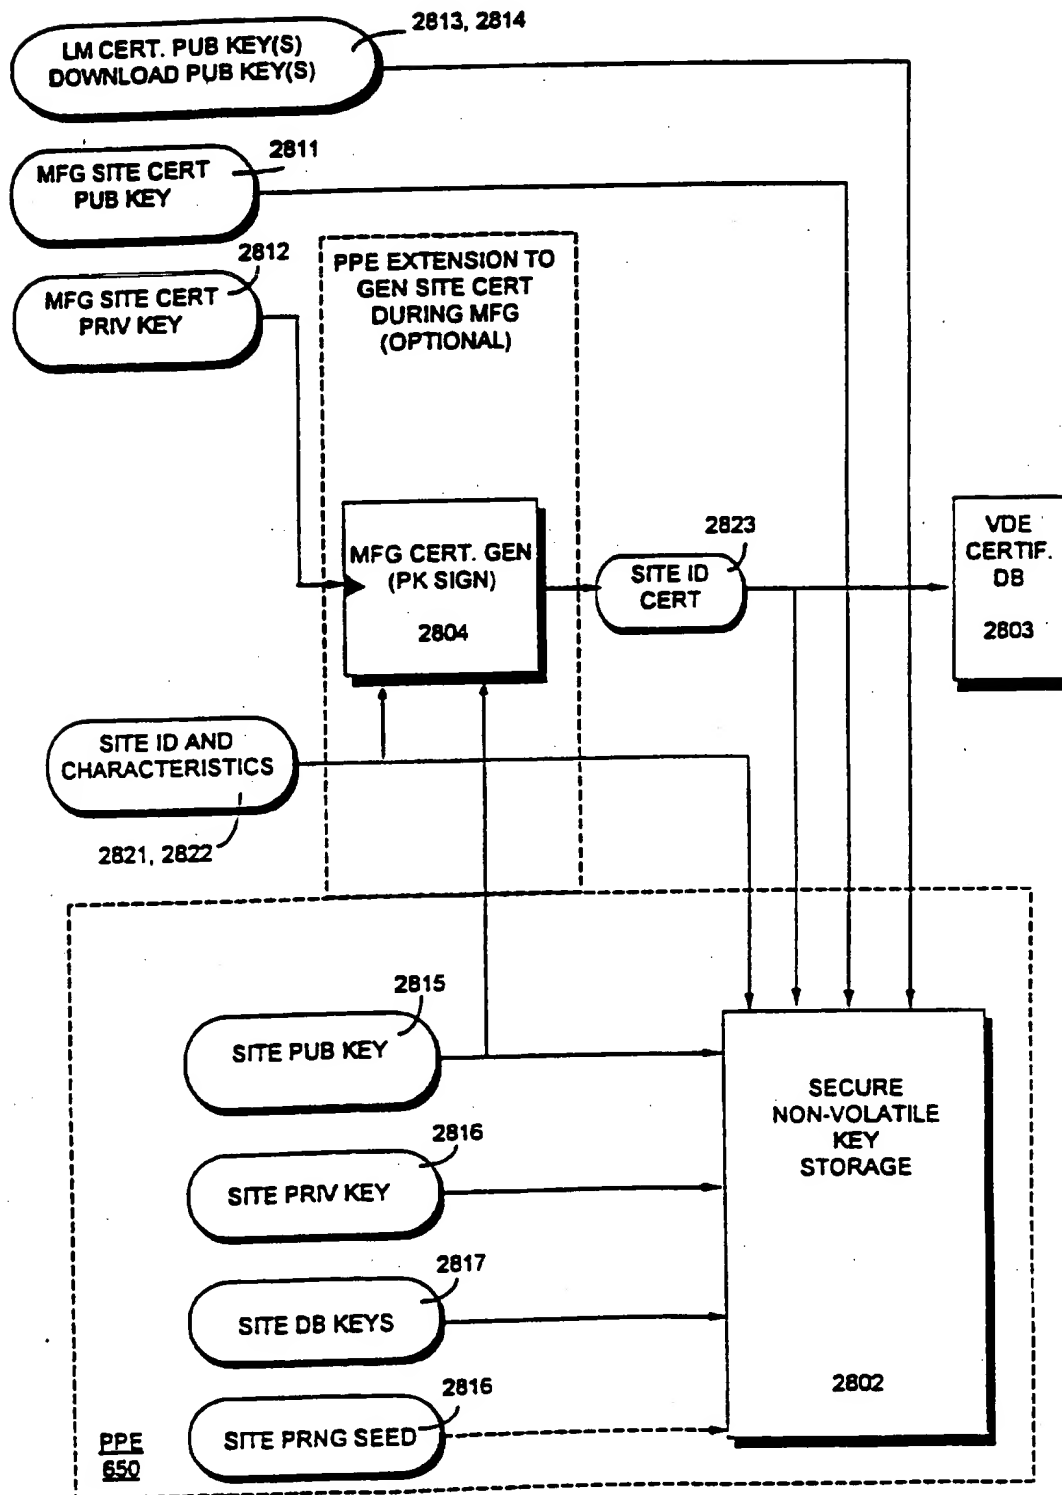 2813, 2814
LM CERT. PUB KEY(S)
DOWNLOAD PUB KEY(S)
2811
MFG SITE CERT
PUB KEY
2812
MFG SITE CERT
PRIV KEY
PPE EXTENSION TO
GEN SITE CERT
DURING MFG
(OPTIONAL)
MFG CERT. GEN
(PK SIGN)
2804
2823
SITE ID
CERT
VDE
CERTIF.
DB
2803
SITE ID AND
CHARACTERISTICS
2821, 2822
2815
SITE PUB KEY
2816
SITE PRIV KEY
2817
SITE DB KEYS
2816
SITE PRNG SEED
SECURE
NON-VOLATILE
KEY
STORAGE
2802
PPE
650